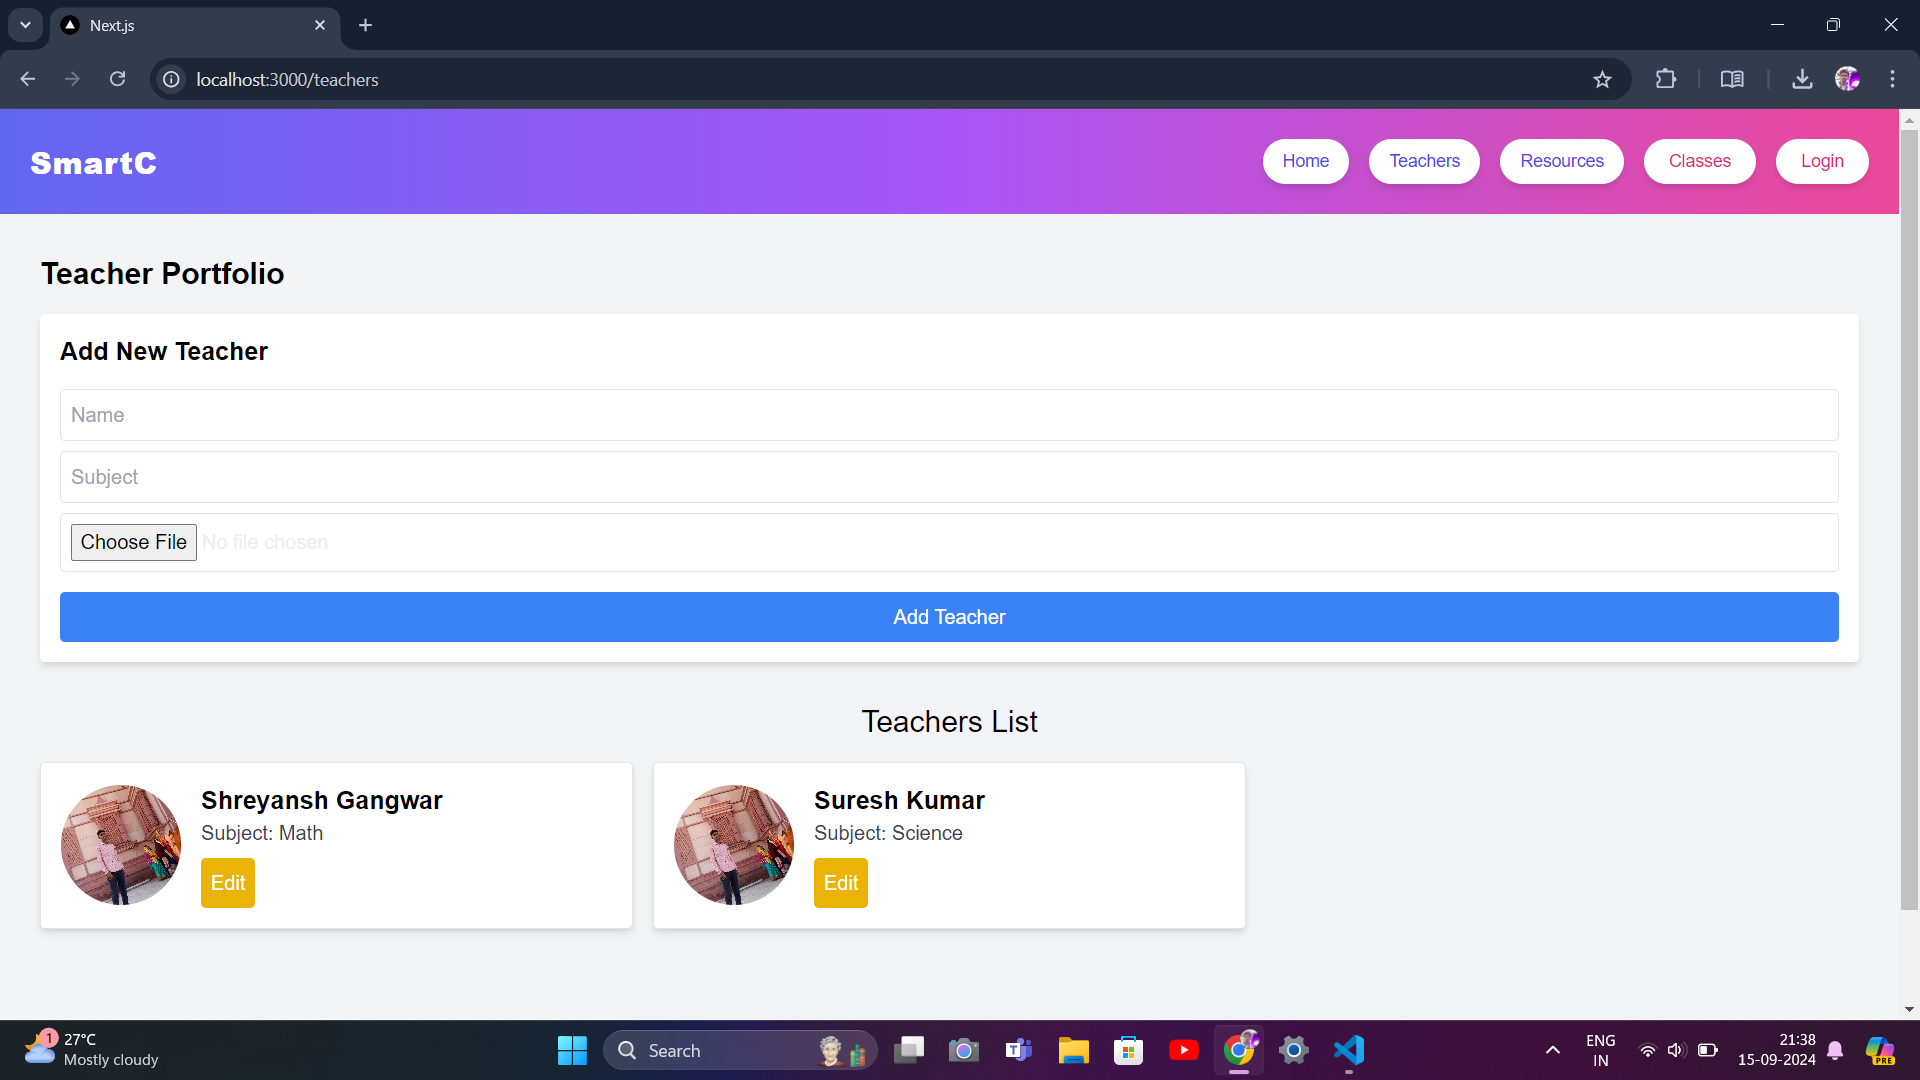 Next.js
localhost:3000/teachers
SmartC
Home
Teachers
Resources
Classes
Login
Teacher Portfolio
Add New Teacher
Name
Subject
Choose File No file chosen
Add Teacher
Teachers List
Shreyansh Gangwar
Subject: Math
Edit
Suresh Kumar
Subject: Science
Edit
1
27°C
Mostly cloudy
Search
T
PRE
ENG
IN
21:38
15-09-2024